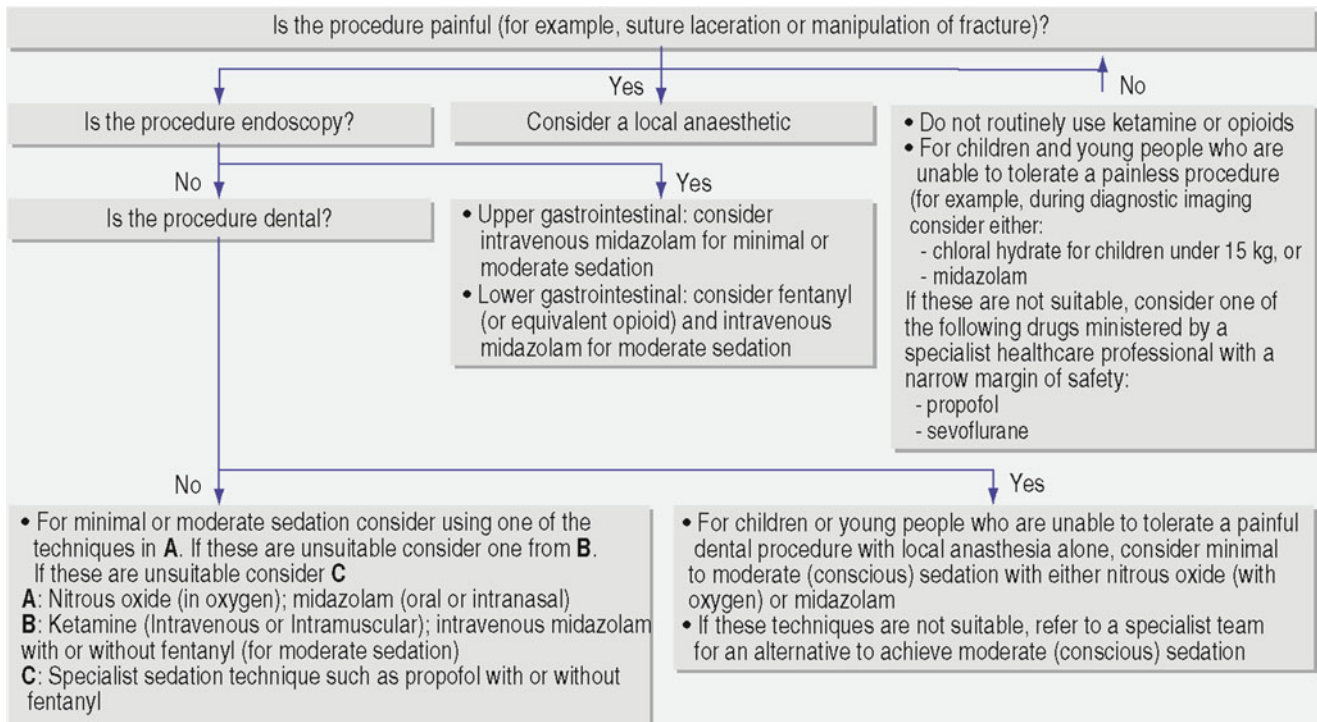 Is the procedure painful (for example, suture laceration or manipulation of fracture)?
Yes
No
Is the procedure endoscopy?
Consider a local anaesthetic
• Do not routinely use ketamine or opioids
• For children and young people who are
unable to tolerate a painless procedure
(for example, during diagnostic imaging
consider either:
- chloral hydrate for children under 15 kg, or
- midazolam
If these are not suitable, consider one of
the following drugs ministered by a
specialist healthcare professional with a
narrow margin of safety:
- propofol
- sevoflurane
No
Yes
Is the procedure dental?
• Upper gastrointestinal: consider
intravenous midazolam for minimal or
moderate sedation
• Lower gastrointestinal: consider fentanyl
(or equivalent opioid) and intravenous
midazolam for moderate sedation
No
Yes
• For minimal or moderate sedation consider using one of the
techniques in A. If these are unsuitable consider one from B.
If these are unsuitable consider C
A: Nitrous oxide (in oxygen); midazolam (oral or intranasal)
B: Ketamine (Intravenous or Intramuscular); intravenous midazolam
with or without fentanyl (for moderate sedation)
C: Specialist sedation technique such as propofol with or without
fentanyl
• For children or young people who are unable to tolerate a painful
dental procedure with local anasthesia alone, consider minimal
to moderate (conscious) sedation with either nitrous oxide (with
oxygen) or midazolam
• If these techniques are not suitable, refer to a specialist team
for an alternative to achieve moderate (conscious) sedation